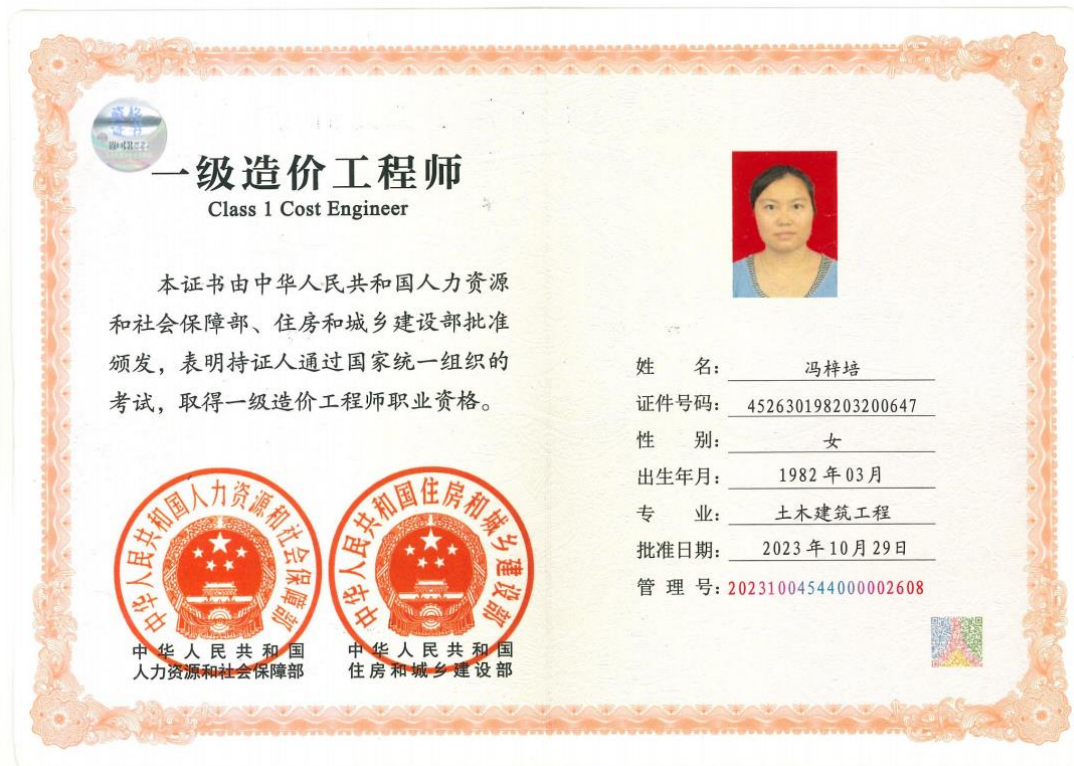 资格
证书
一级造价工程师
Class 1 Cost Engineer
本证书由中华人民共和国人力资源
和社会保障部、住房和城乡建设部批准
颁发，表明持证人通过国家统一组织的
考试，取得一级造价工程师职业资格。
中华人民共和国人力资源和社会保障部
中华人民共和国住房和城乡建设部
中华人民共和国
人力资源和社会保障部
中华人民共和国
住房和城乡建设部
姓 名： 冯梓培
证件号码： 452630198203200647
性 别： 女
出生年月： 1982年03月
专 业： 土木建筑工程
批准日期： 2023年10月29日
管 理 号：20231004544000002608